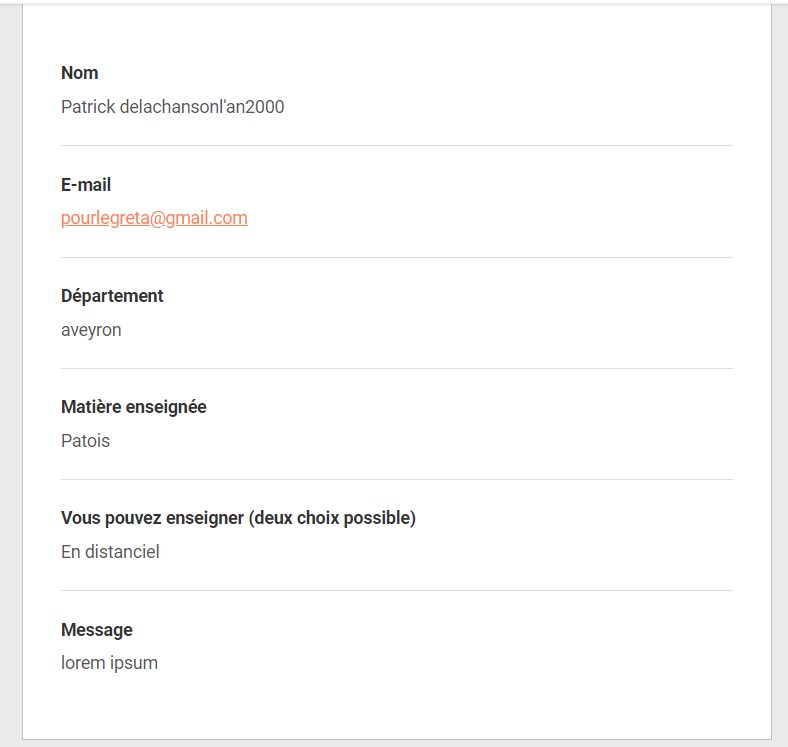 Nom
Patrick delachansonl'an2000
E-mail
pourlegreta@gmail.com
Département
aveyron
Matière enseignée
Patois
Vous pouvez enseigner (deux choix possible)
En distanciel
Message
lorem ipsum